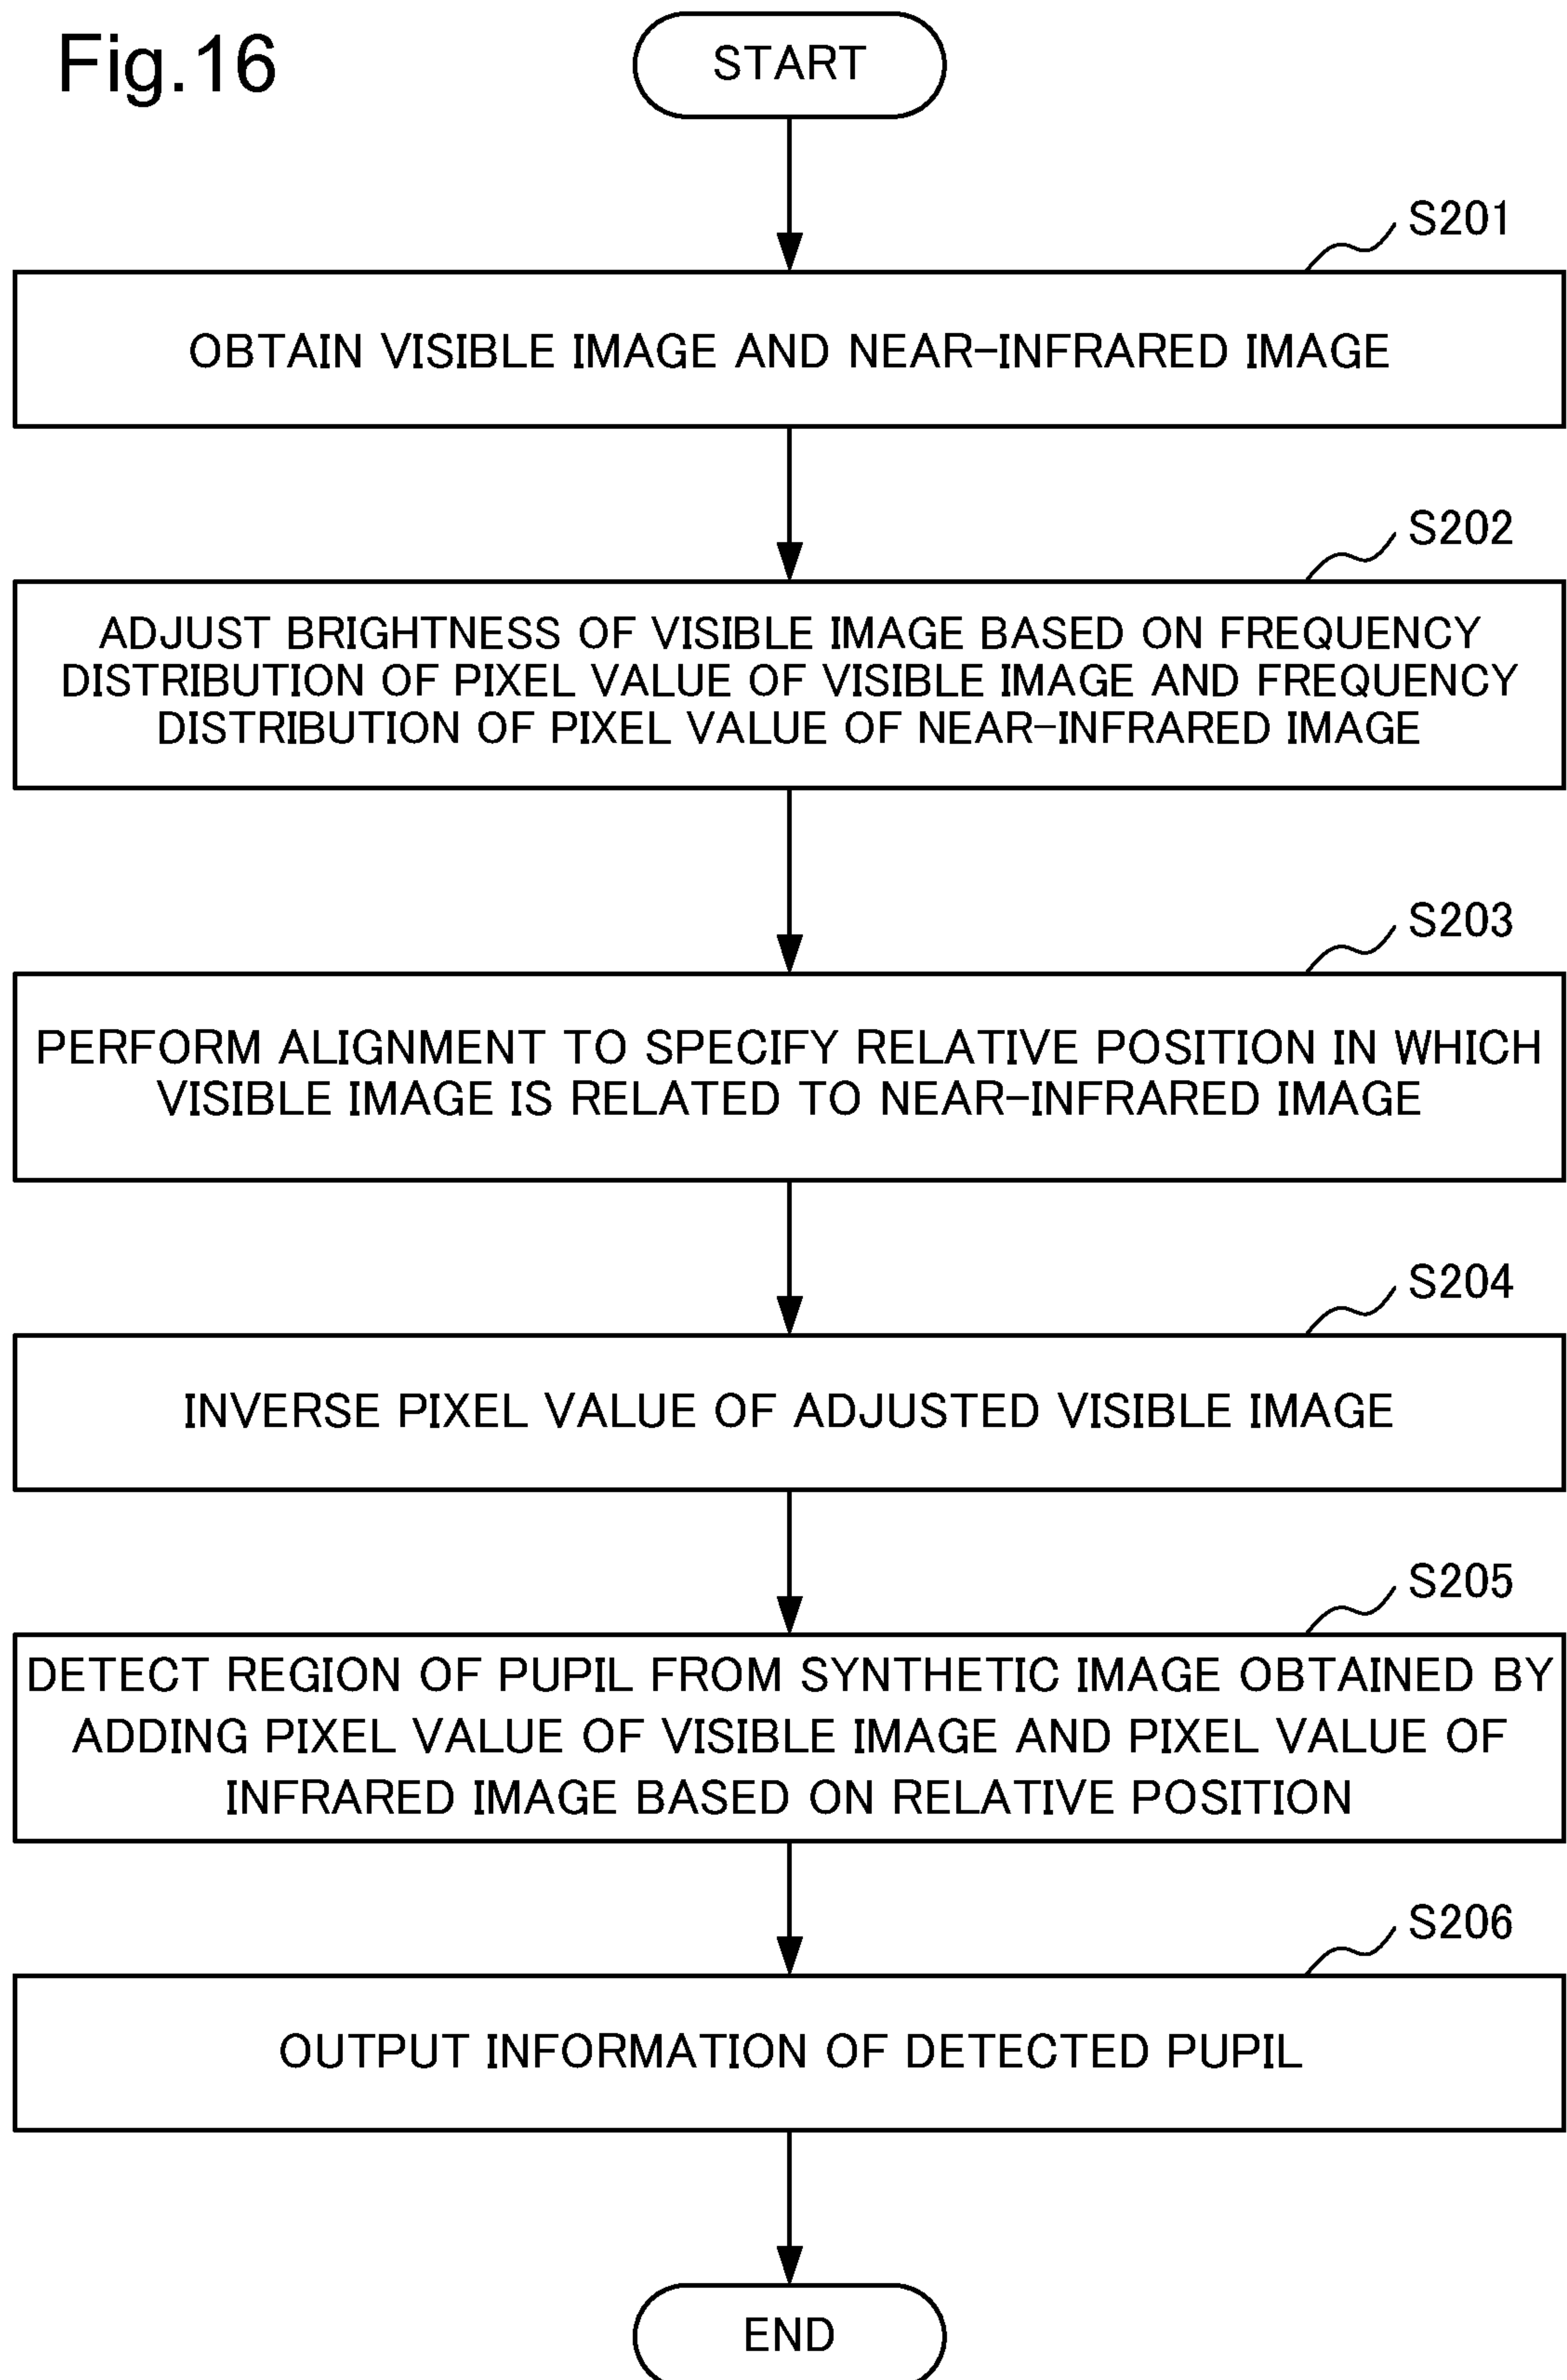 Fig.16
START
S201
OBTAIN VISIBLE IMAGE AND NEAR-INFRARED IMAGE
S202
ADJUST BRIGHTNESS OF VISIBLE IMAGE BASED ON FREQUENCY
DISTRIBUTION OF PIXEL VALUE OF VISIBLE IMAGE AND FREQUENCY
DISTRIBUTION OF PIXEL VALUE OF NEAR-INFRARED IMAGE
S203
PERFORM ALIGNMENT TO SPECIFY RELATIVE POSITION IN WHICH
VISIBLE IMAGE IS RELATED TO NEAR-INFRARED IMAGE
S204
INVERSE PIXEL VALUE OF ADJUSTED VISIBLE IMAGE
S205
DETECT REGION OF PUPIL FROM SYNTHETIC IMAGE OBTAINED BY
ADDING PIXEL VALUE OF VISIBLE IMAGE AND PIXEL VALUE OF
INFRARED IMAGE BASED ON RELATIVE POSITION
S206
OUTPUT INFORMATION OF DETECTED PUPIL
END